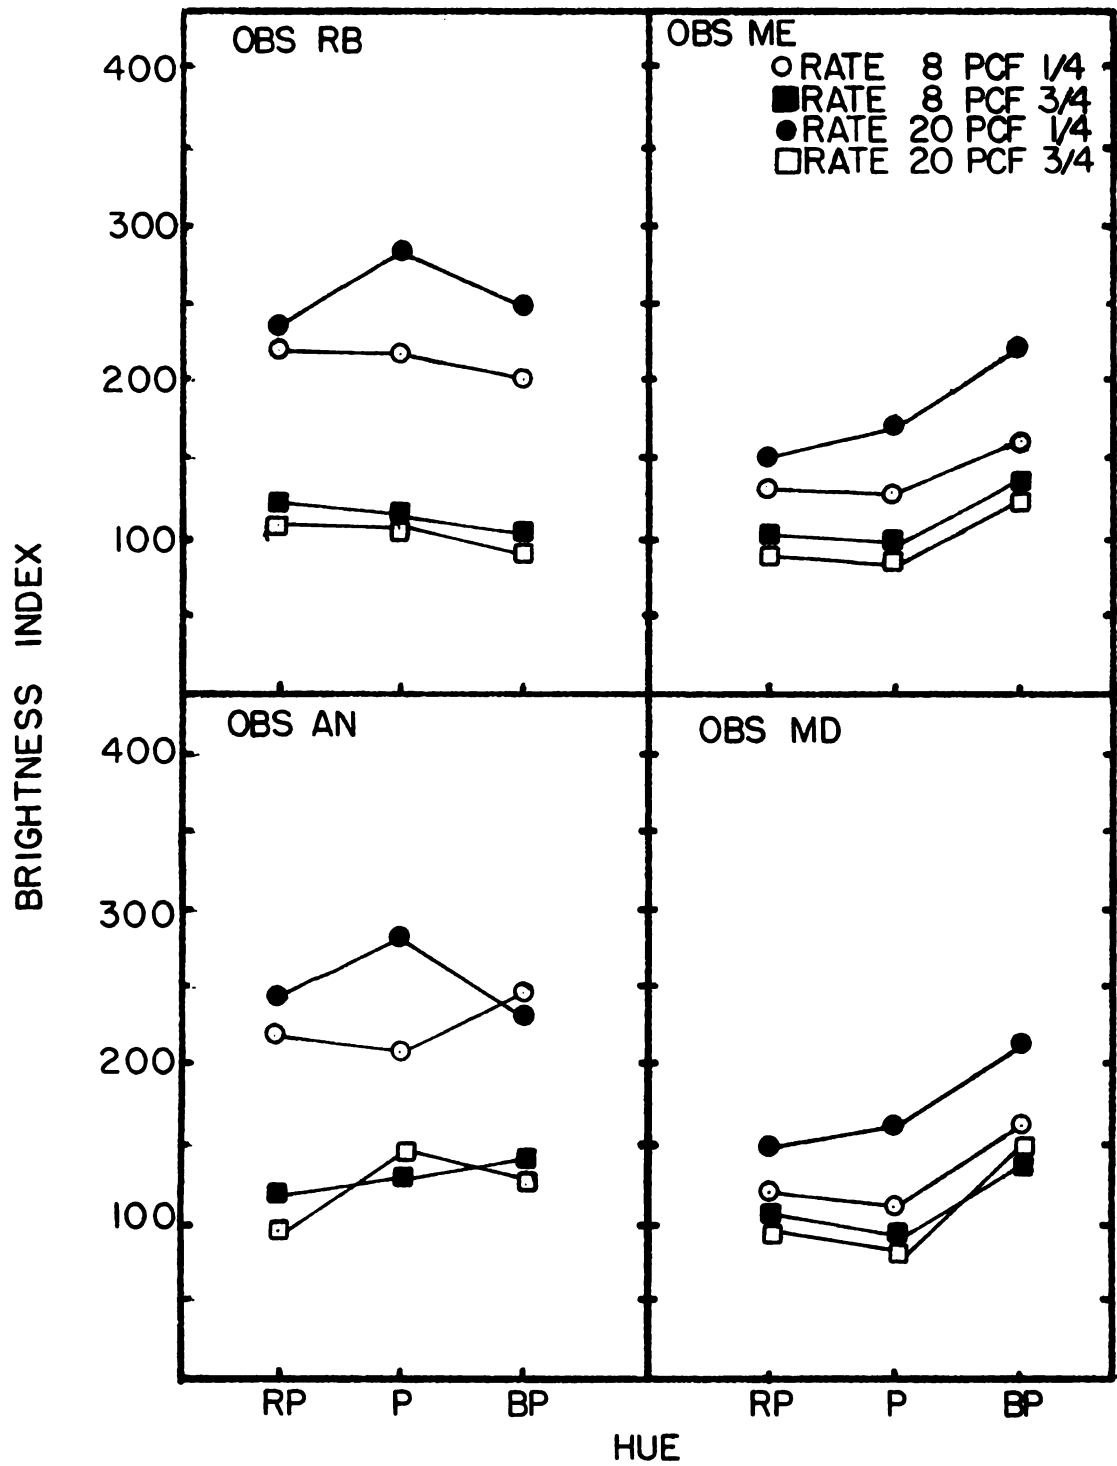 OBS RB
OBS ME
RATE 8 PCF 1/4
RATE 8 PCF 3/4
RATE 20 PCF 1/4
RATE 20 PCF 3/4
400
300
200
100
OBS AN
OBS MD
400
300
200
100
BRIGHTNESS INDEX
RP P BP RP P BP
HUE